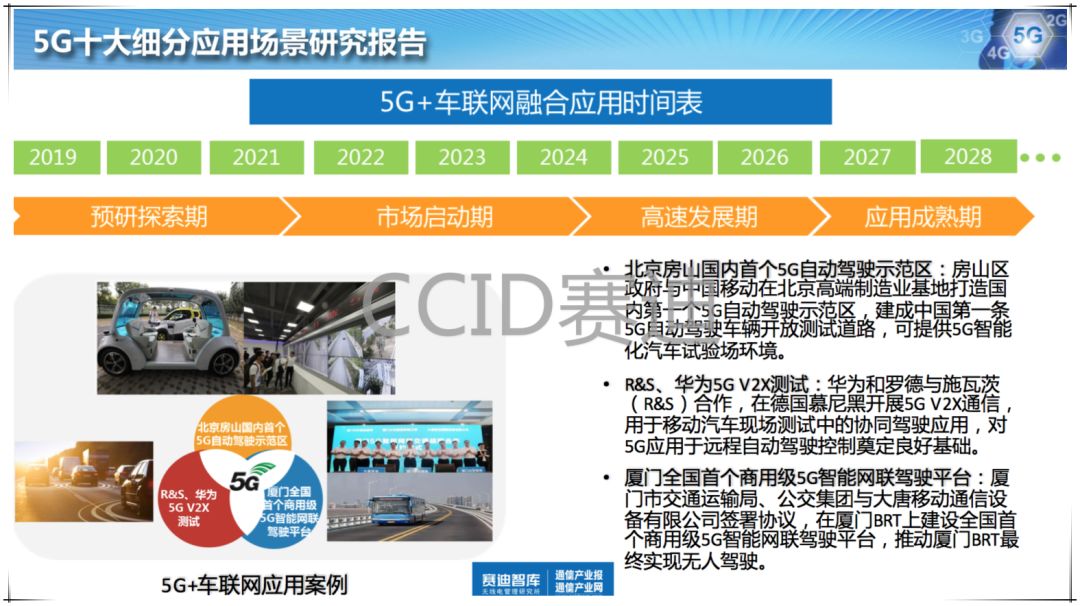 5G十大细分应用场景研究报告
3G
4G
5G
2G
5G+车联网融合应用时间表
2019
2020
2021
2022
2023
2024
2025
2026
2027
2028
预研探索期
市场启动期
高速发展期
应用成熟期
CCID赛迪
北京房山国内首个
5G自动驾驶示范区
5G
R&S、华为
5G V2X
测试
厦门全国
首个商用级
5G智能网联
驾驶平台
5G+车联网应用案例
• 北京房山国内首个5G自动驾驶示范区：房山区
政府与中国移动在北京高端制造业基地打造国
内第一个5G自动驾驶示范区，建成中国第一条
5G自动驾驶车辆开放测试道路，可提供5G智能
化汽车试验场环境。
• R&S、华为5G V2X测试：华为和罗德与施瓦茨
（R&S）合作，在德国慕尼黑开展5G V2X通信，
用于移动汽车现场测试中的协同驾驶应用，对
5G应用于远程自动驾驶控制奠定良好基础。
• 厦门全国首个商用级5G智能网联驾驶平台：厦
门市交通运输局、公交集团与大唐移动通信设
备有限公司签署协议，在厦门BRT上建设全国首
个商用级5G智能网联驾驶平台，推动厦门BRT最
终实现无人驾驶。
赛迪智库
无线电管理研究所
通信产业报
通信产业网